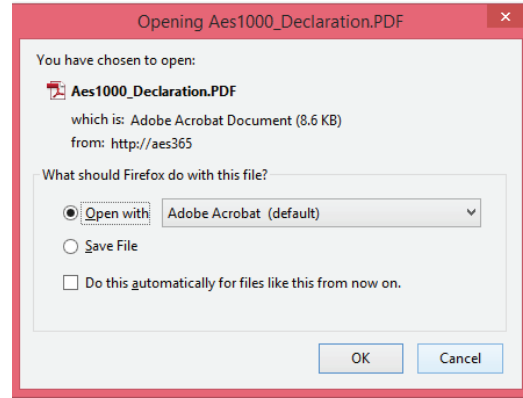 Opening Aes1000_Declaration.PDF
×
You have chosen to open:
Aes1000_Declaration.PDF
which is: Adobe Acrobat Document (8.6 KB)
from: http://aes365
What should Firefox do with this file?
Open with Adobe Acrobat (default)
Save File
Do this automatically for files like this from now on.
OK Cancel